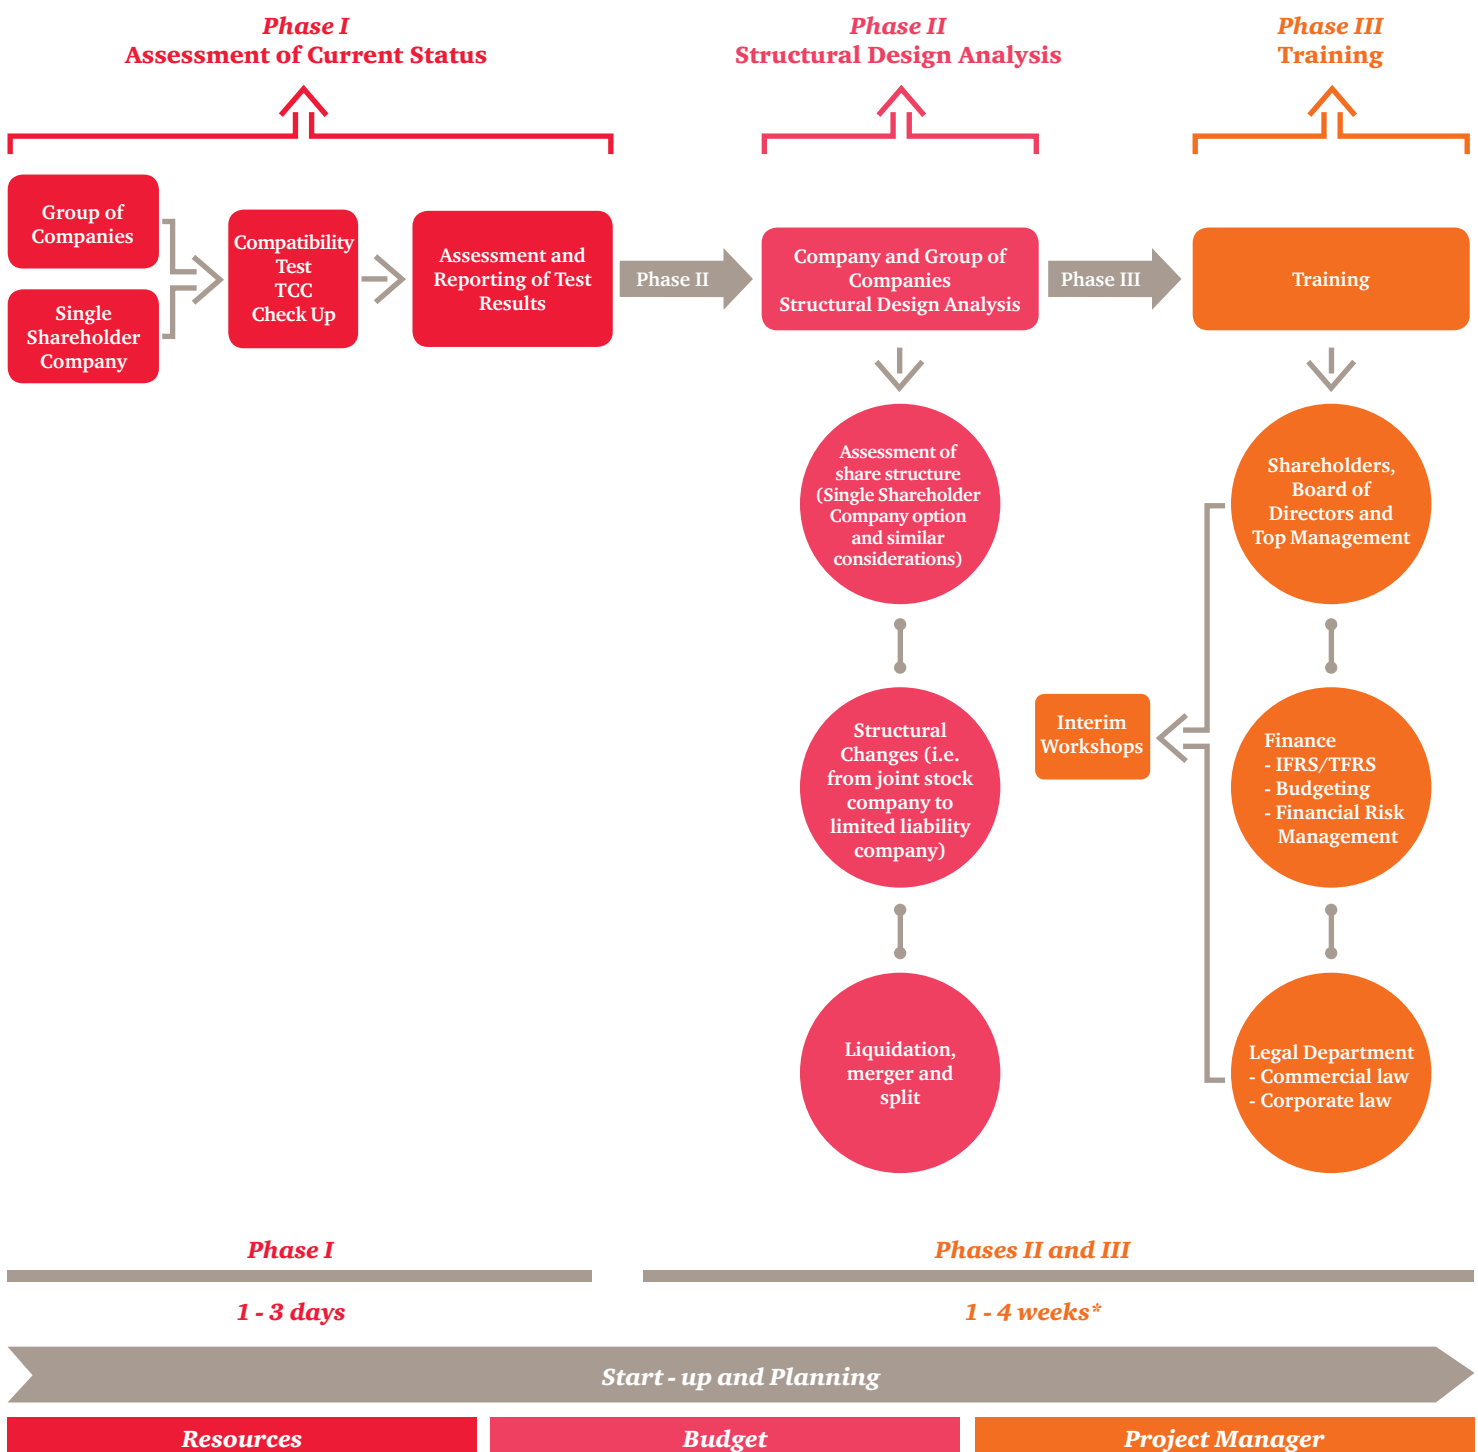 Phase I
Assessment of Current Status
Phase II
Structural Design Analysis
Phase III
Training
Group of
Companies
Single
Shareholder
Company
Compatibility
Test
TCC
Check Up
Assessment and
Reporting of Test
Results
Phase II
Company and Group of
Companies
Structural Design Analysis
Phase III
Training
Assessment of
share structure
(Single Shareholder
Company option
and similar
considerations)
Structural
Changes (i.e.
from joint stock
company to
limited liability
company)
Liquidation,
merger and
split
Interim
Workshops
Shareholders,
Board of
Directors and
Top Management
Finance
- IFRS/TFRS
- Budgeting
- Financial Risk
Management
Legal Department
- Commercial law
- Corporate law
Phase I
1 - 3 days
Phases II and III
1 - 4 weeks*
Start - up and Planning
Resources
Budget
Project Manager